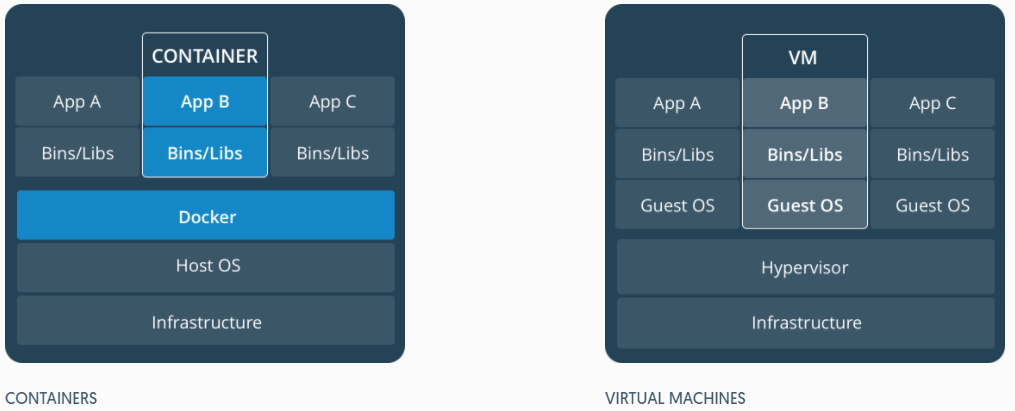 CONTAINER
App A App B App C
Bins/Libs Bins/Libs Bins/Libs
Docker
Host OS
Infrastructure
CONTAINERS
VM
App A App B App C
Bins/Libs Bins/Libs Bins/Libs
Guest OS Guest OS Guest OS
Hypervisor
Infrastructure
VIRTUAL MACHINES